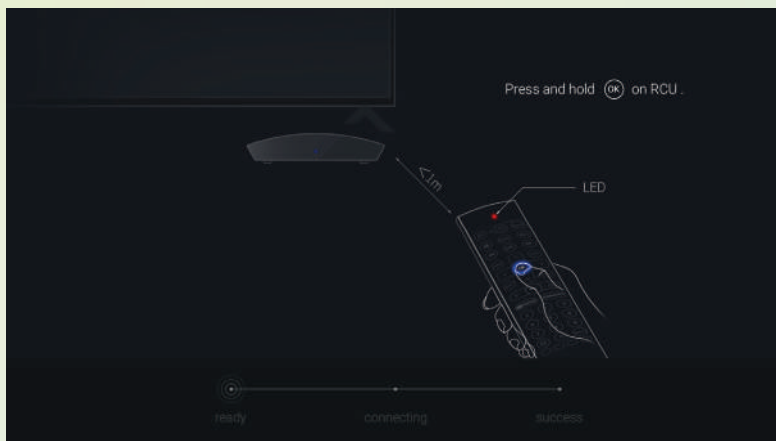 Press and hold OK on RCU .
<1m
LED
ready
connecting
success